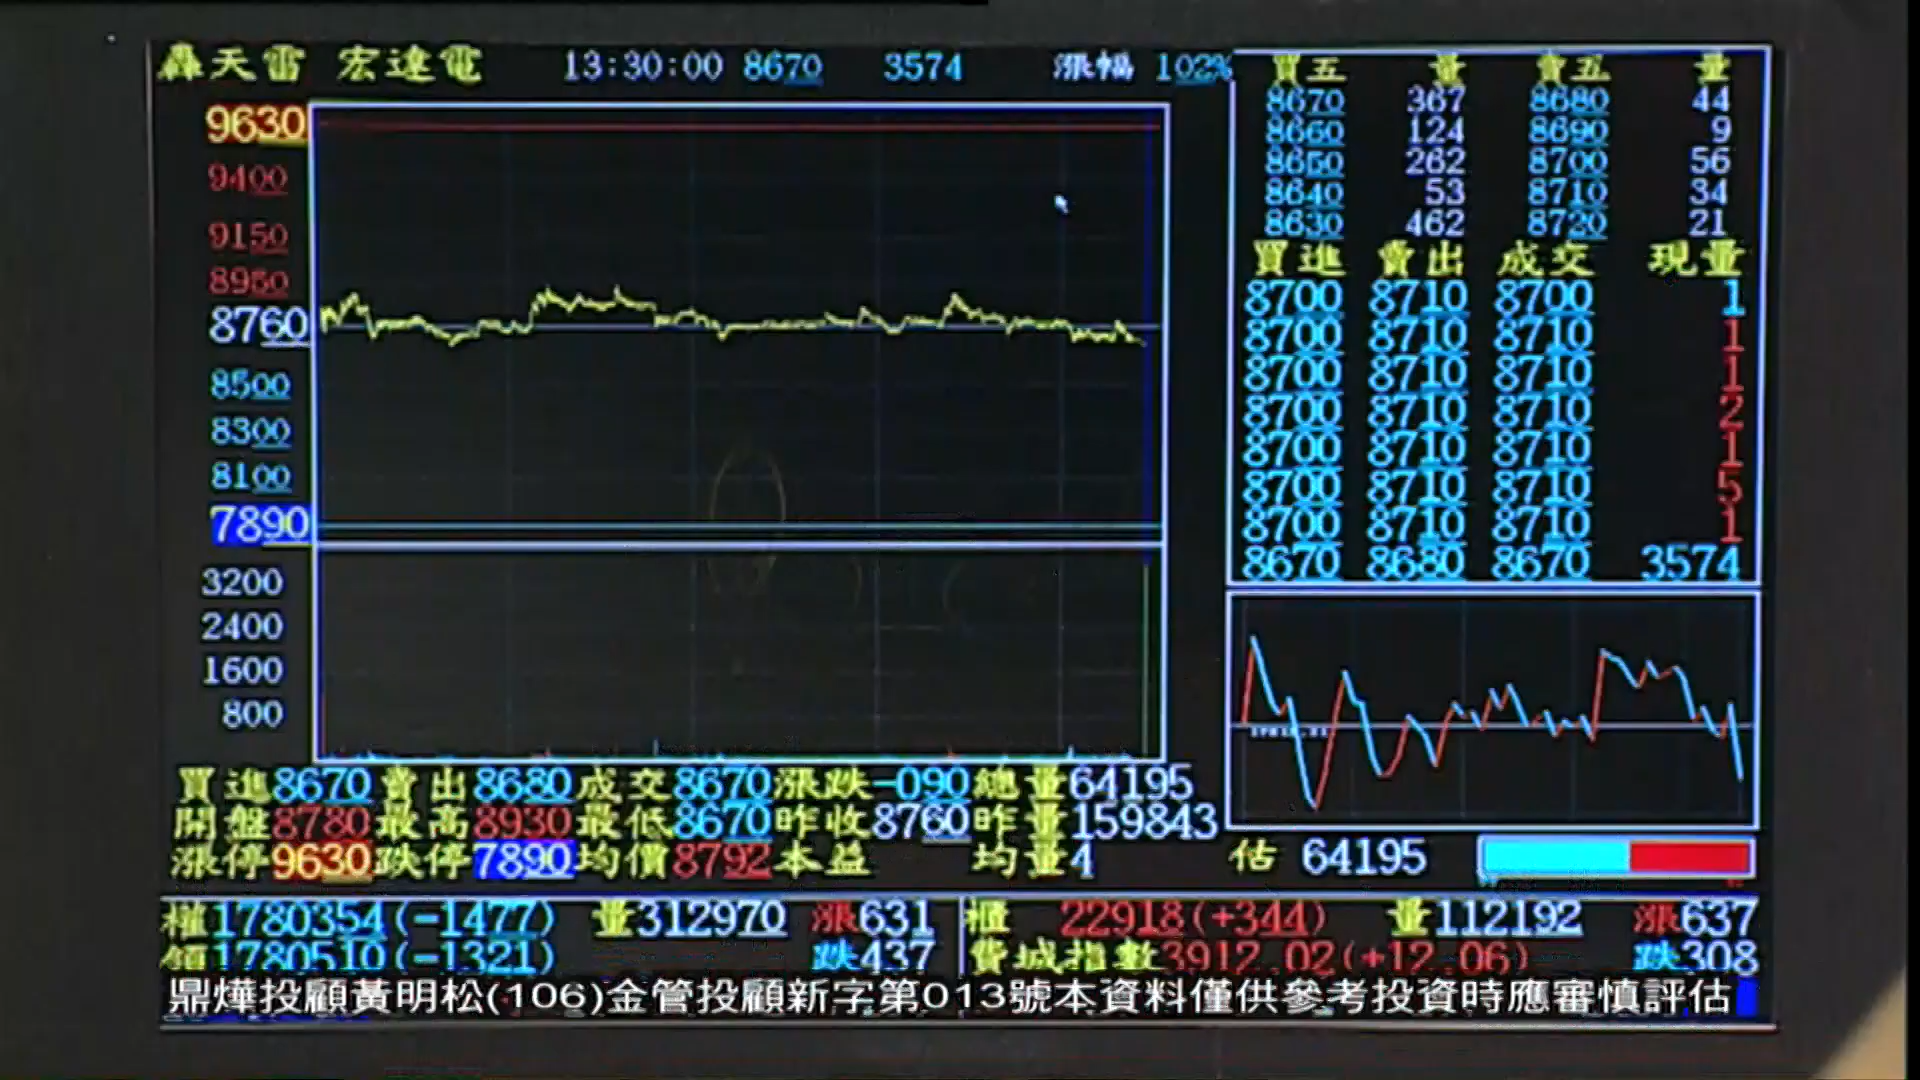 轟天雷 宏達電 13:30:00 8670 3574 漲幅 102%
買五 量 賣五 量
8670 367 8680 44
8660 124 8690 9
8650 262 8700 56
8640 53 8710 34
8630 462 8720 21
買進 賣出 成交 現量
8700 8710 8700 1
8700 8710 8710 1
8700 8710 8710 1
8700 8710 8710 2
8700 8710 8710 1
8700 8710 8710 5
8700 8710 8710 1
8670 8680 8670 3574
9630
9400
9150
8950
8760
8500
8300
8100
7890
3200
2400
1600
800
買進8670 賣出8680 成交8670 漲跌-090 總量64195
開盤8780 最高8930 最低8670 昨收8760 昨量159843
漲停9630 跌停7890 均價8792 本益 均量4
估 64195
權1780354(-1477) 量312970 漲631
領1780510(-1321) 跌437
櫃 22918(+344) 量112192 漲637
費城指數3912.02(+12.06) 跌308
鼎燁投顧黃明松(106)金管投顧新字第013號本資料僅供參考投資時應審慎評估